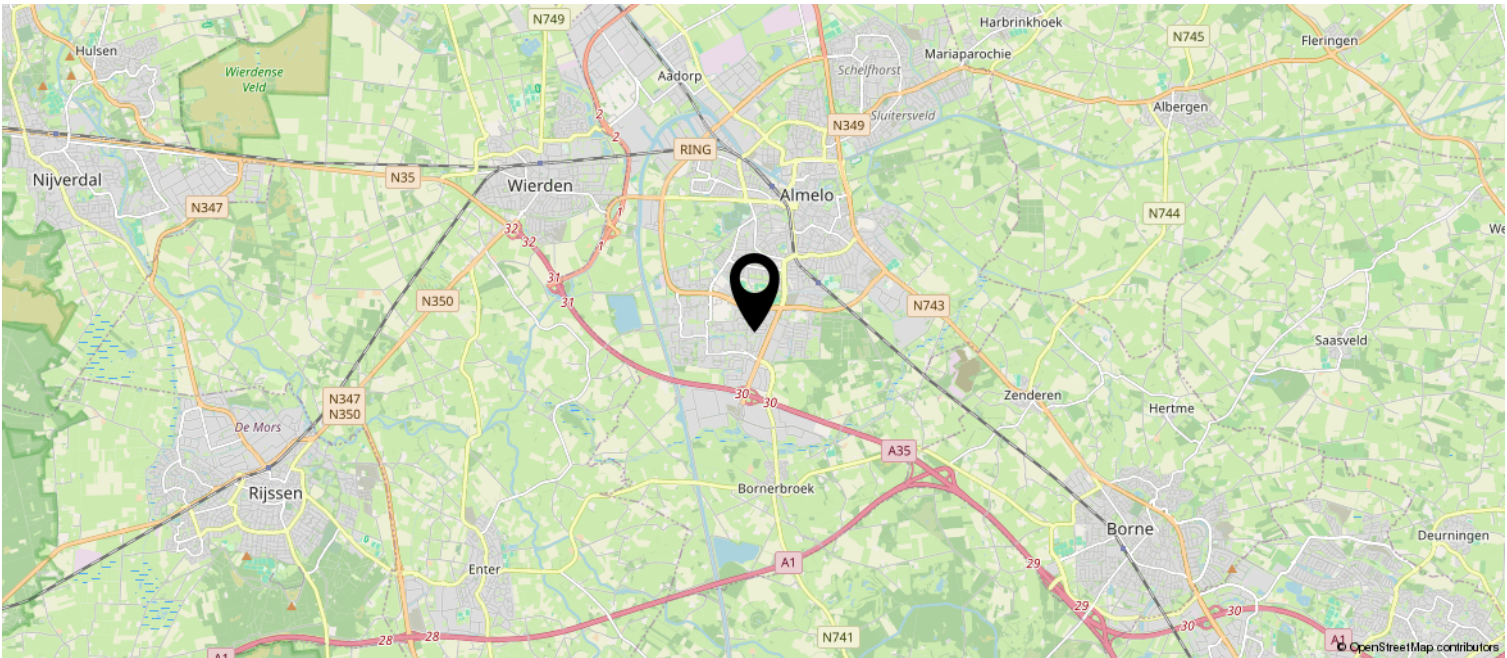 N749
Harbrinkhoek
N745
Fleringen
Hulsen
Mariaparochie
Wierdense
Veld
Aadorp
Schelfhorst
Albergen
2
2
Sluitersveld
N349
RING
Nijverdal
N35
Wierden
Almelo
N347
1
N744
32
32
1
31
31
N350
N743
Saasveld
N347
N350
30
30
Zenderen
Hertme
De Mors
A35
Rijssen
Bornerbroek
Borne
Deurningen
Enter
A1
29
29
30
30
28
28
N741
A1
A1
© OpenStreetMap contributors